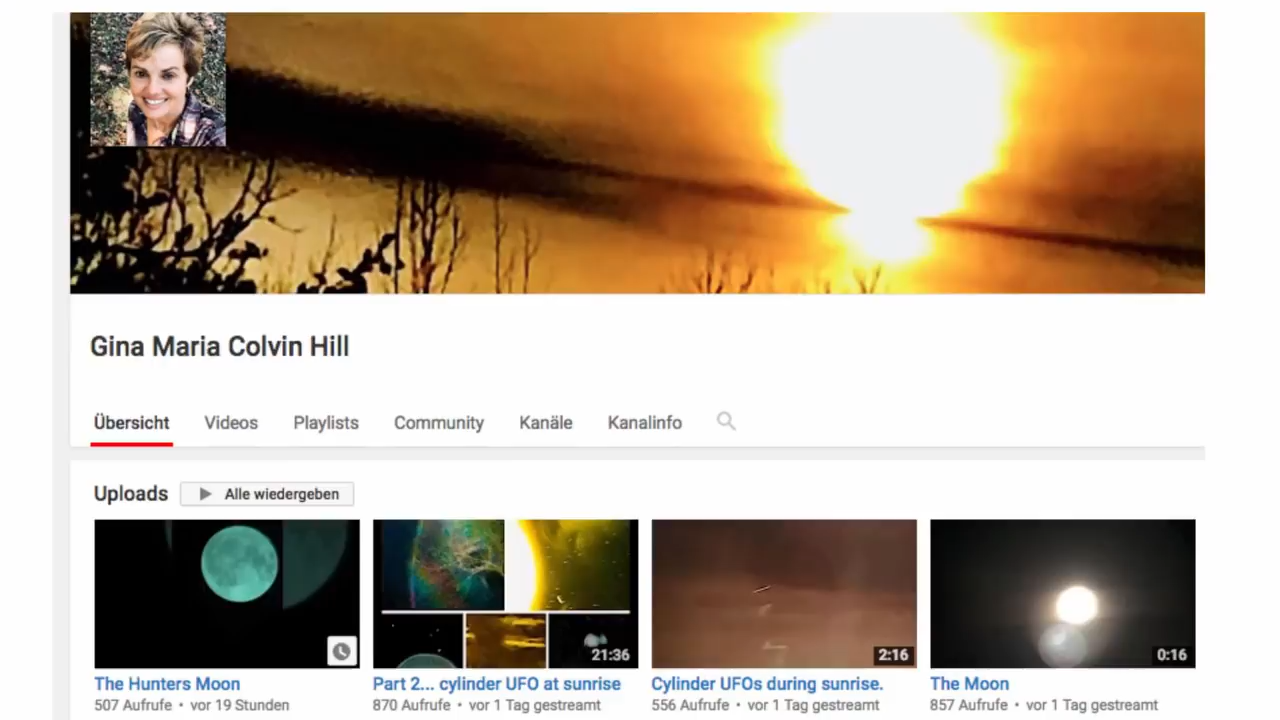 Gina Maria Colvin Hill
Übersicht Videos Playlists Community Kanäle Kanalinfo
Uploads Alle wiedergeben
21:36 2:16 0:16
The Hunters Moon Part 2... cylinder UFO at sunrise Cylinder UFOs during sunrise. The Moon
507 Aufrufe • vor 19 Stunden 870 Aufrufe • vor 1 Tag gestreamt 556 Aufrufe • vor 1 Tag gestreamt 857 Aufrufe • vor 1 Tag gestreamt